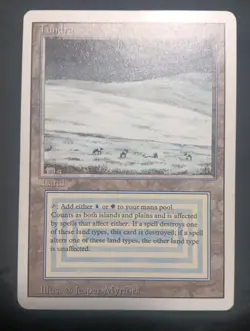 Tundra
Land
: Add either or to your mana pool.
Counts as both islands and plains and is affected
by spells that affect either. If a spell destroys one
of these land types, this card is destroyed; if a spell
alters one of these land types, the other land type
is unaffected.
Illus. © Jesper Myrfors